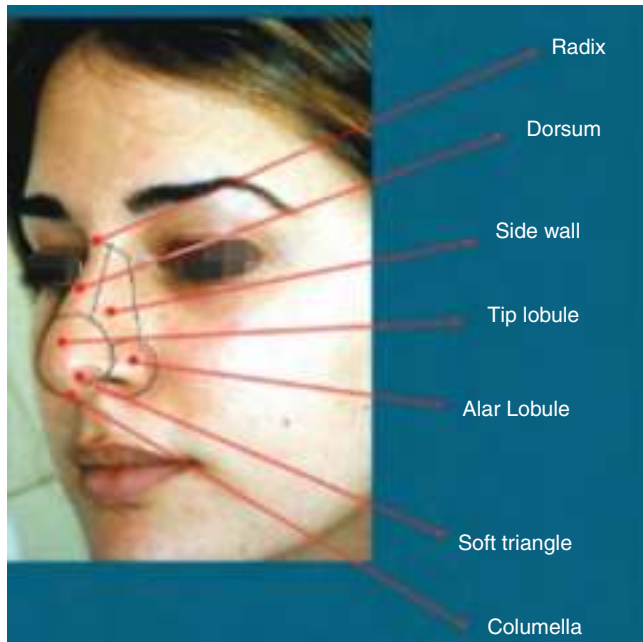 Radix
Dorsum
Side wall
Tip lobule
Alar Lobule
Soft triangle
Columella